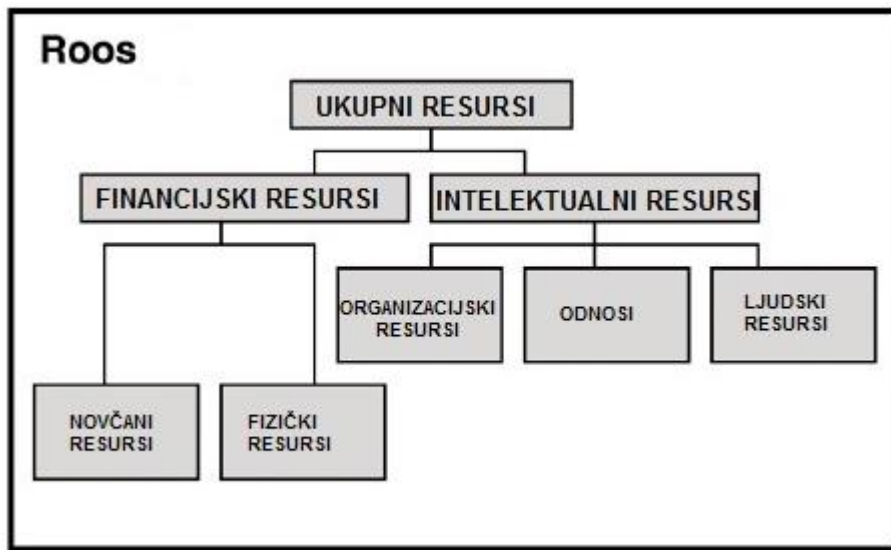 Roos
UKUPNI RESURSI
FINANCIJSKI RESURSI
INTELEKTUALNI RESURSI
ORGANIZACIJSKI
RESURSI
ODNOSI
LJUDSKI
RESURSI
NOVČANI
RESURSI
FIZIČKI
RESURSI